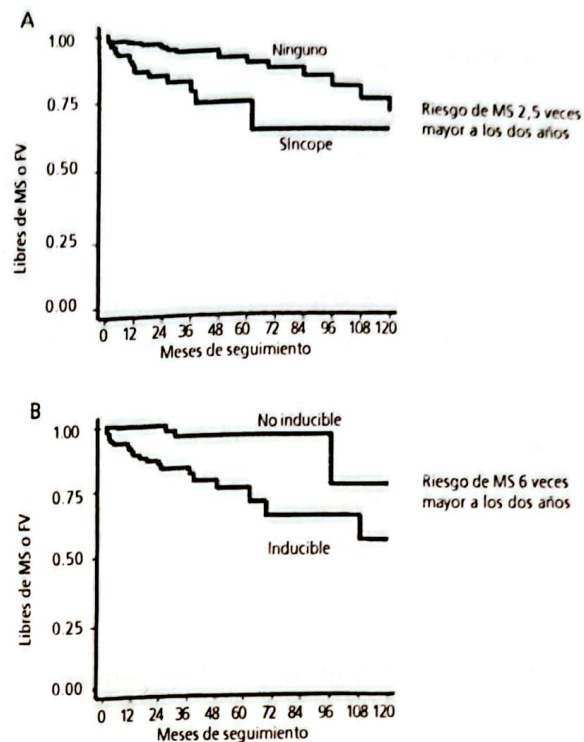 A
Libres de MS o FV
1.00
0.75
0.50
0.25
0.00
Ninguno
Síncope
0 12 24 36 48 60 72 84 96 108 120
Meses de seguimiento
Riesgo de MS 2,5 veces
mayor a los dos años
B
Libres de MS o FV
1.00
0.75
0.50
0.25
0.00
No inducible
Inducible
0 12 24 36 48 60 72 84 96 108 120
Meses de seguimiento
Riesgo de MS 6 veces
mayor a los dos años